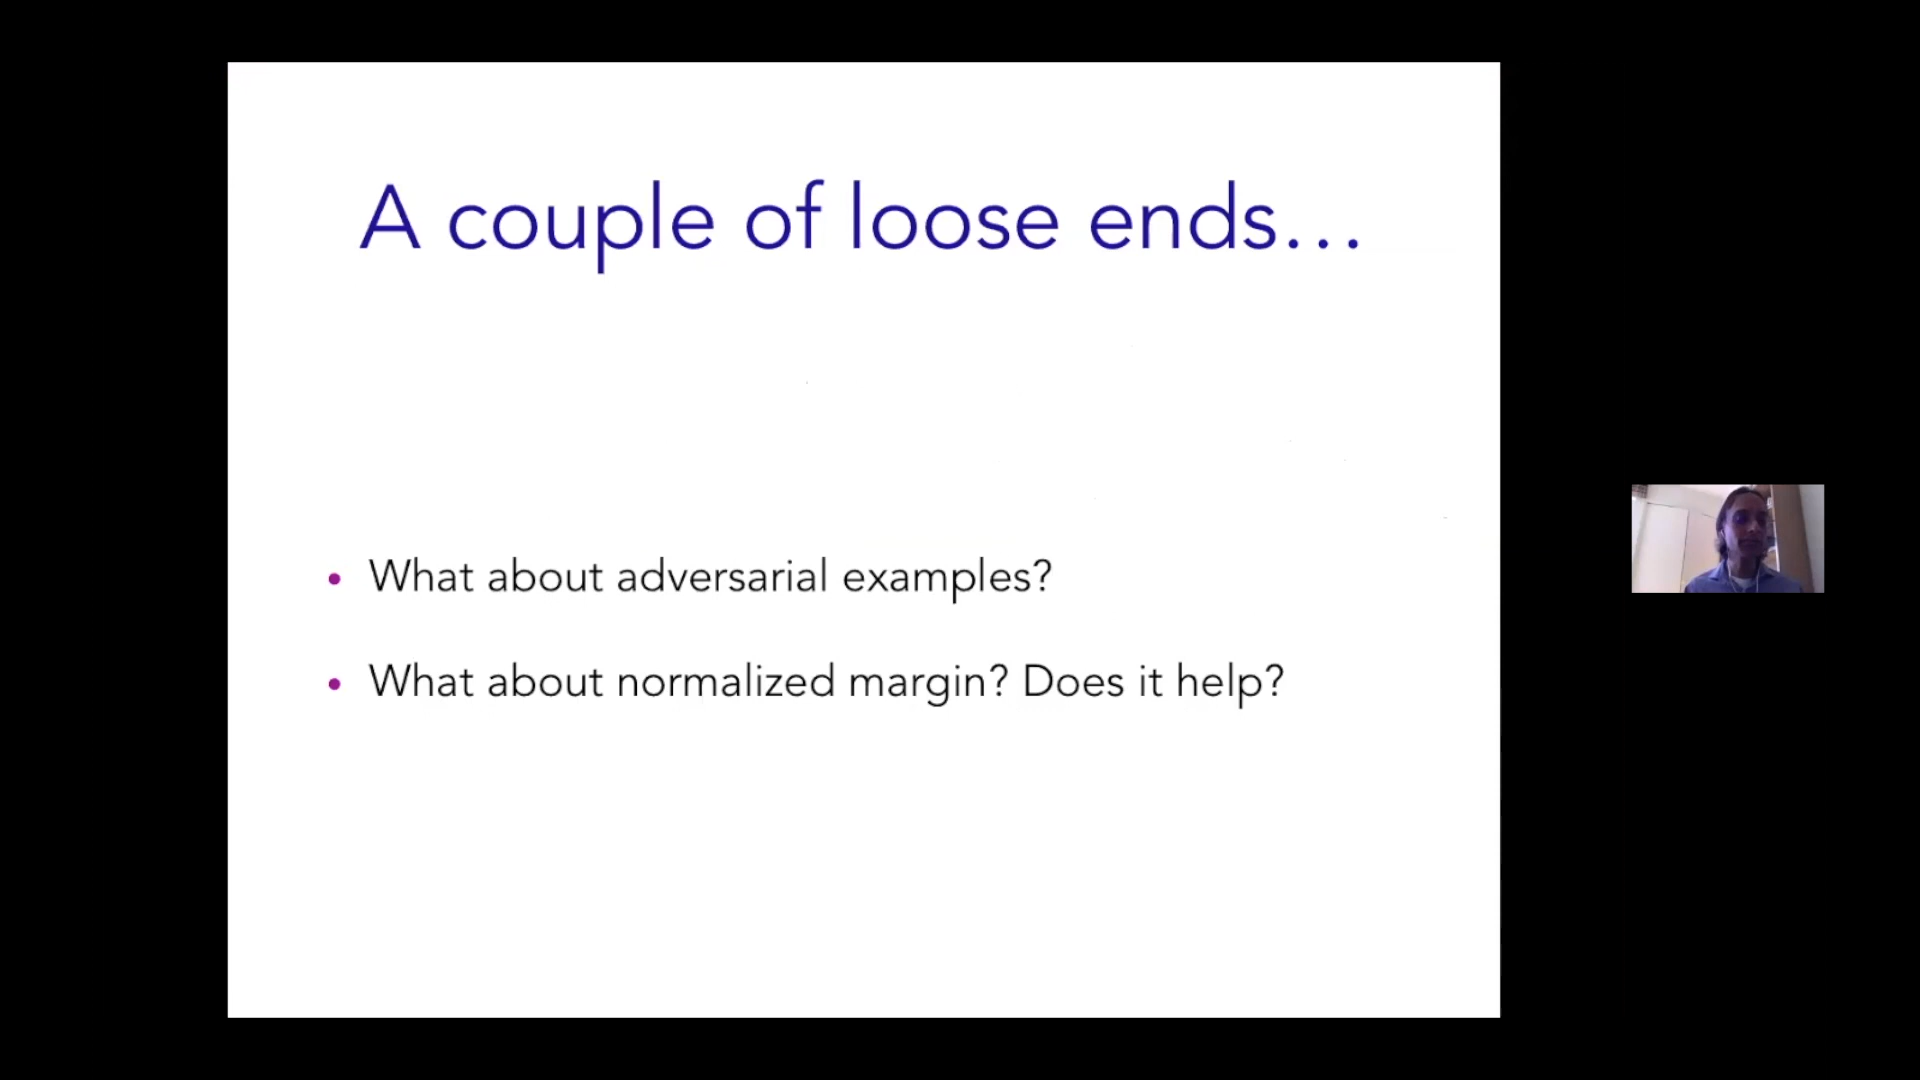 A couple of loose ends...
• What about adversarial examples?
• What about normalized margin? Does it help?